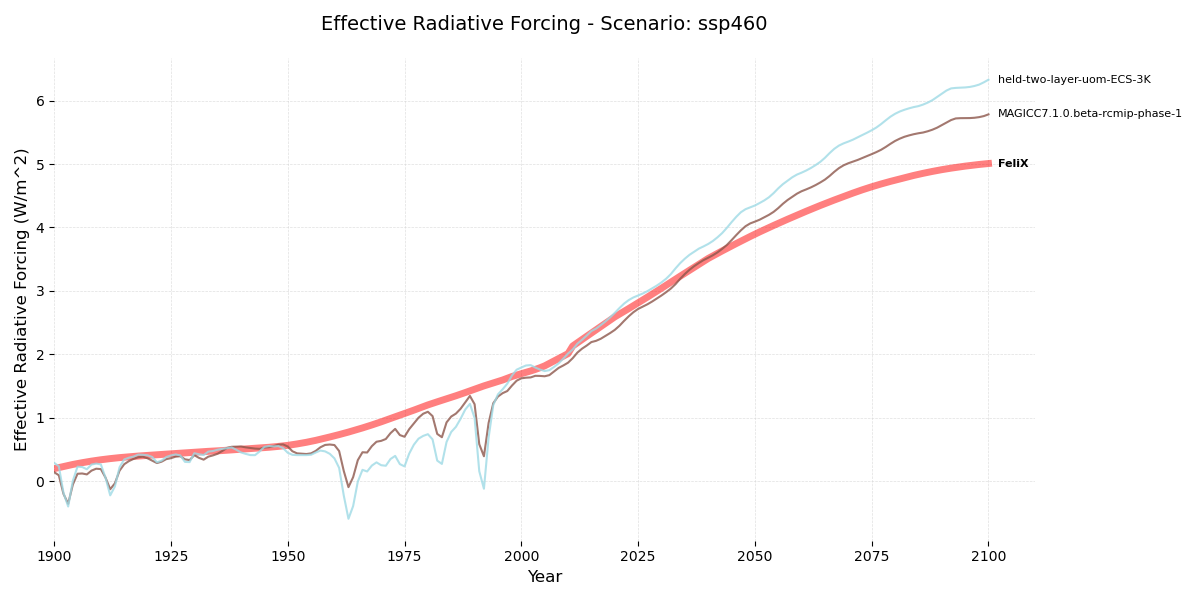 Effective Radiative Forcing - Scenario: ssp460
Effective Radiative Forcing (W/m^2)
6
5
4
3
2
1
0
held-two-layer-uom-ECS-3K
MAGICC7.1.0.beta-rcmip-phase-1
FeliX
1900 1925 1950 1975 2000 2025 2050 2075 2100
Year